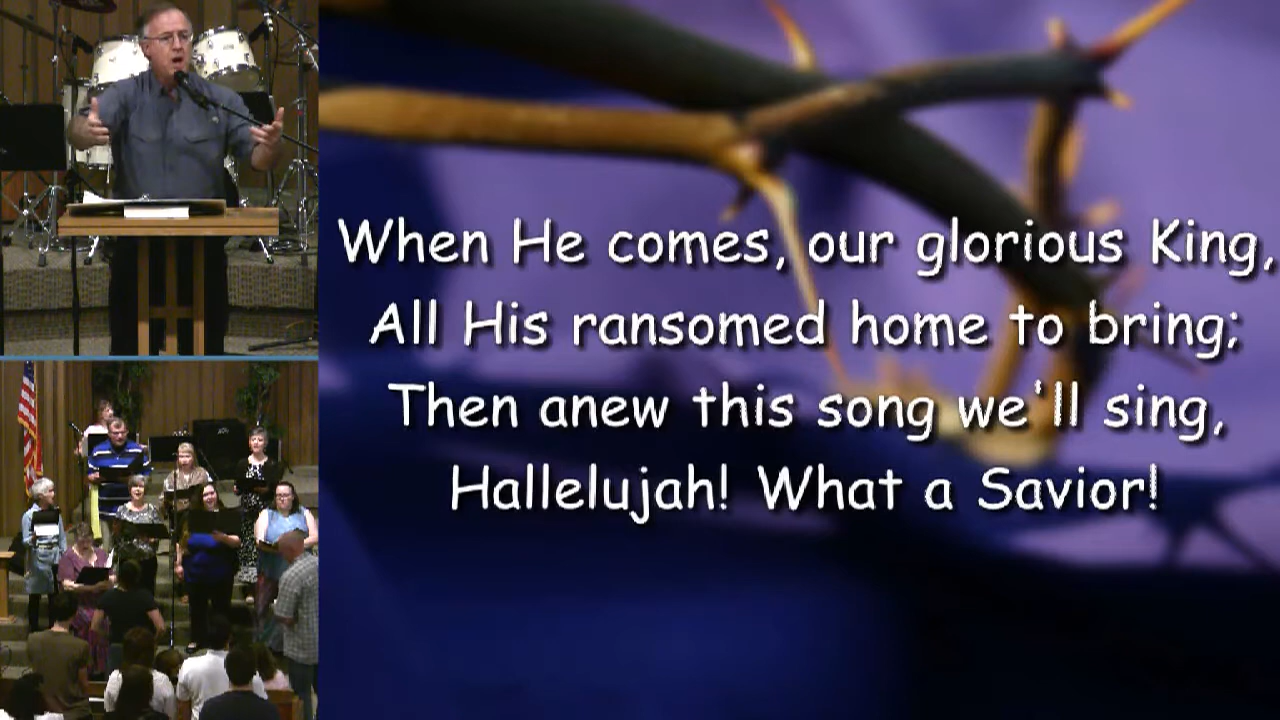 When He comes, our glorious King,
All His ransomed home to bring;
Then anew this song we'll sing,
Hallelujah! What a Savior!